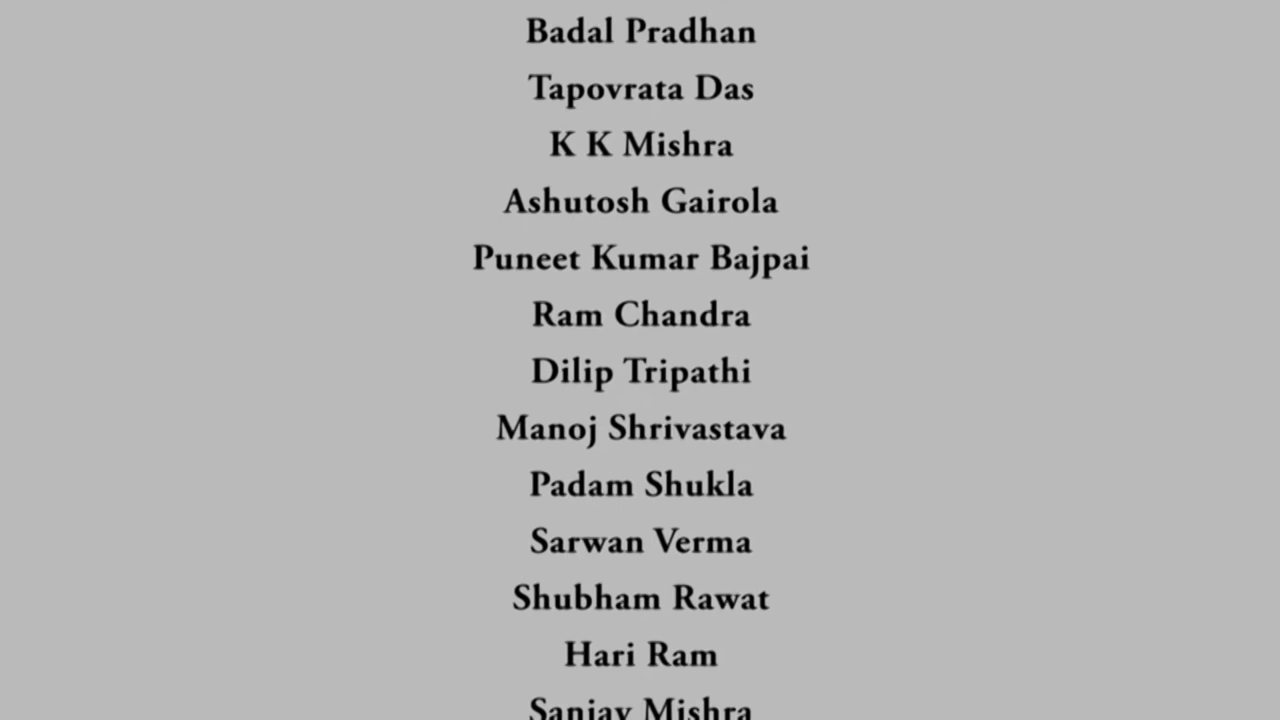 Badal Pradhan
Tapovrata Das
K K Mishra
Ashutosh Gairola
Puneet Kumar Bajpai
Ram Chandra
Dilip Tripathi
Manoj Shrivastava
Padam Shukla
Sarwan Verma
Shubham Rawat
Hari Ram
Sanjay Mishra